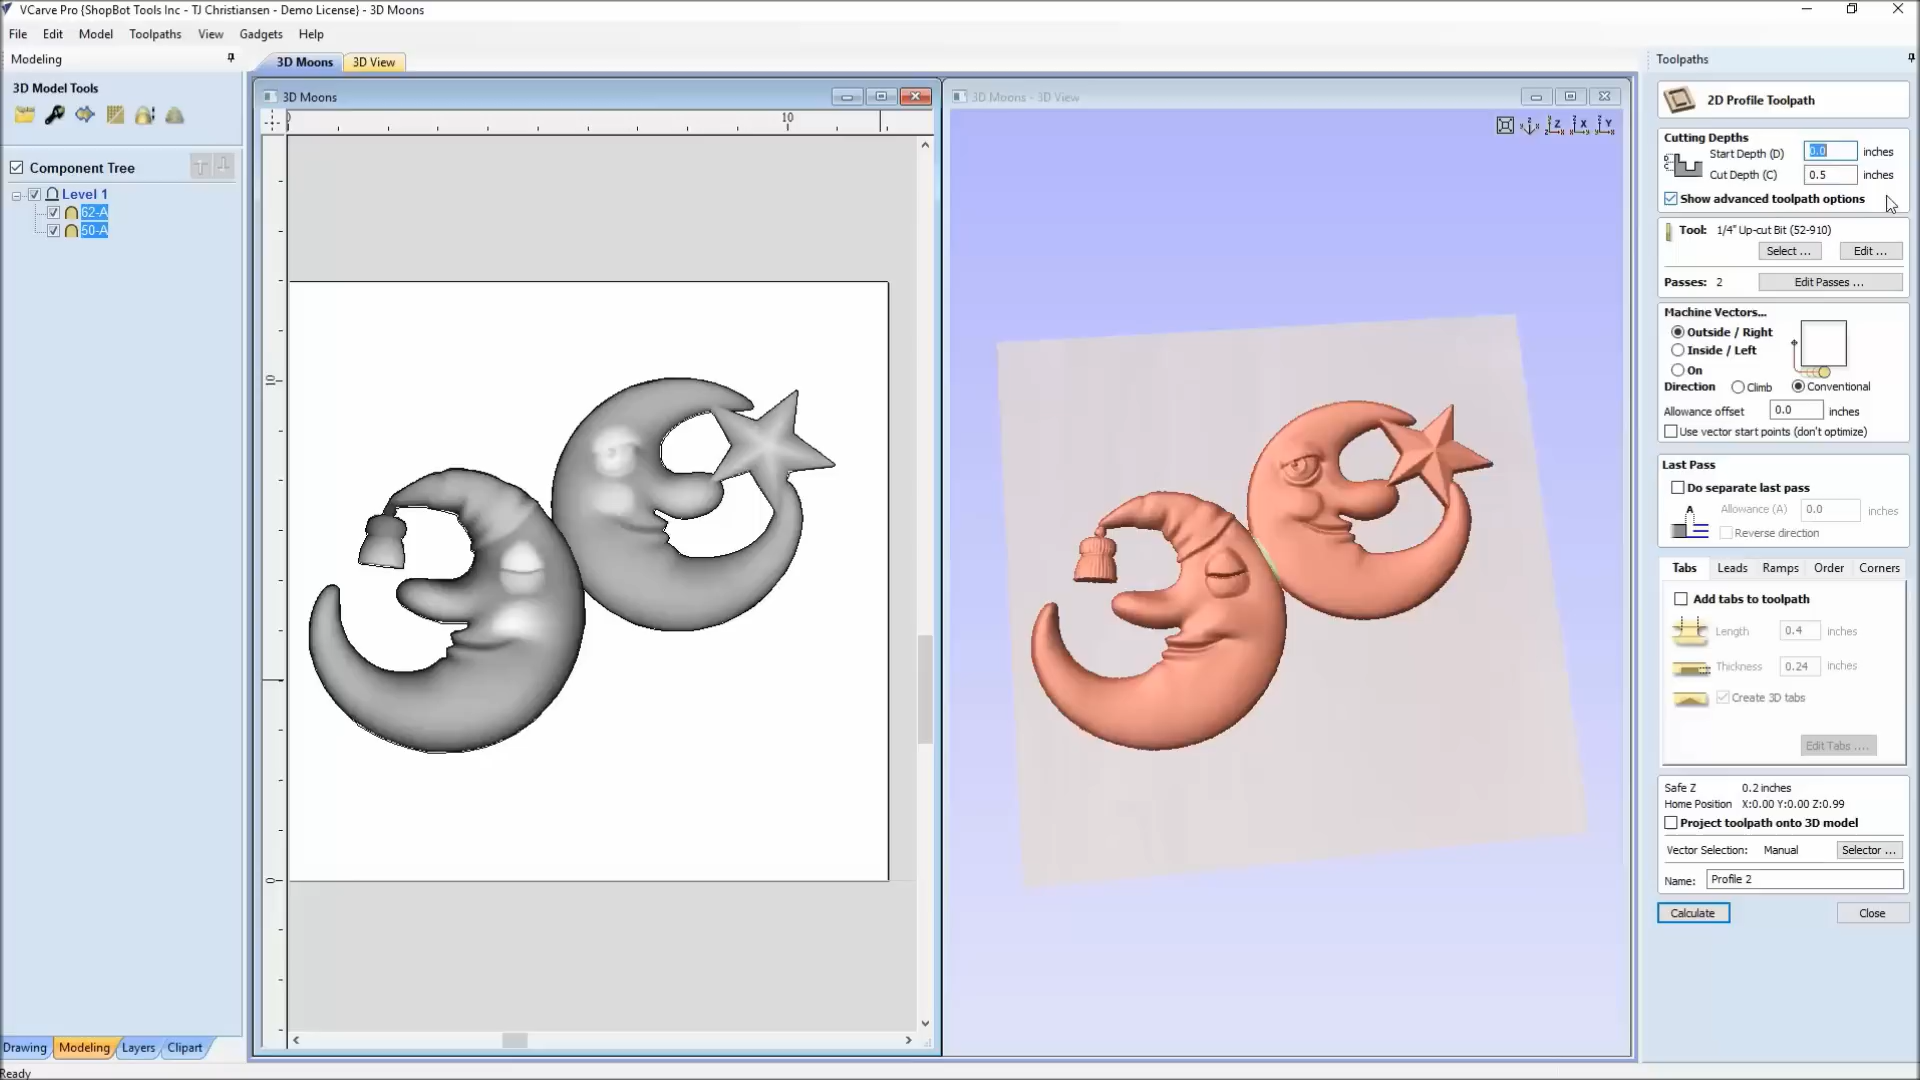 VCarve Pro {ShopBot Tools Inc - TJ Christiansen - Demo License} - 3D Moons
File Edit Model Toolpaths View Gadgets Help
Modeling
3D Model Tools
Component Tree
Level 1
62-A
50-A
Drawing Modeling Layers Clipart
Ready
3D Moons 3D View
3D Moons
10
10
0
3D Moons - 3D View
Z X Y
Toolpaths
2D Profile Toolpath
Cutting Depths
Start Depth (D) 0.0 inches
Cut Depth (C) 0.5 inches
Show advanced toolpath options
Tool: 1/4" Up-cut Bit (52-910)
Select ... Edit ...
Passes: 2 Edit Passes ...
Machine Vectors...
Outside / Right
Inside / Left
On
Direction Climb Conventional
Allowance offset 0.0 inches
Use vector start points (don't optimize)
Last Pass
Do separate last pass
A Allowance (A) 0.0 inches
Reverse direction
Tabs Leads Ramps Order Corners
Add tabs to toolpath
Length 0.4 inches
Thickness 0.24 inches
Create 3D tabs
Edit Tabs ....
Safe Z 0.2 inches
Home Position X:0.00 Y:0.00 Z:0.99
Project toolpath onto 3D model
Vector Selection: Manual Selector ...
Name: Profile 2
Calculate Close